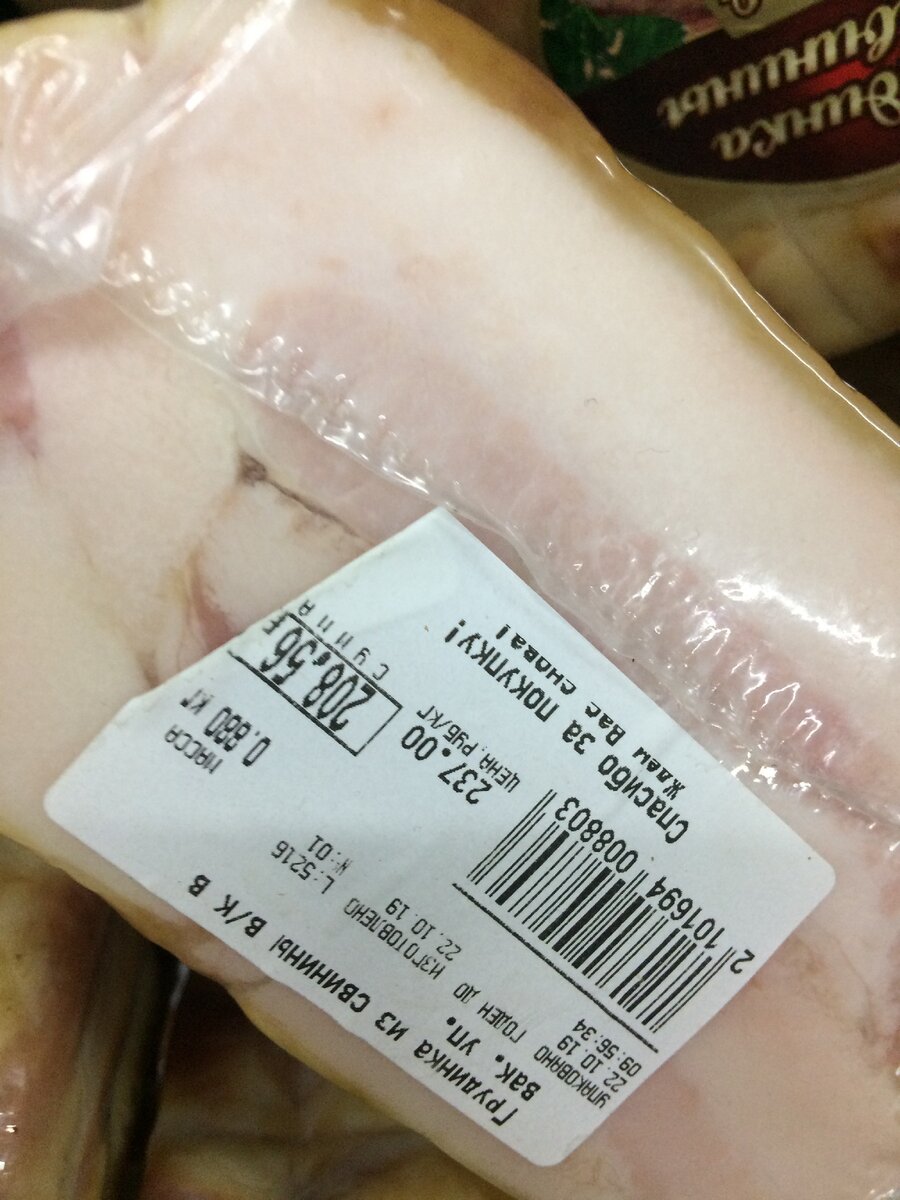 Грудинка из свинины В/К В
вак. уп.
УПАКОВАНО ГОДЕН ДО ИЗГОТОВЛЕНО L:5216
22.10.19 22.10.19 №:01
09:56:34
МАССА
0.880 КГ
237.00
ЦЕНА, РУБ/КГ
208,56
СУММА
2 101694 008803
Спасибо за покупку!
Ждем Вас снова!